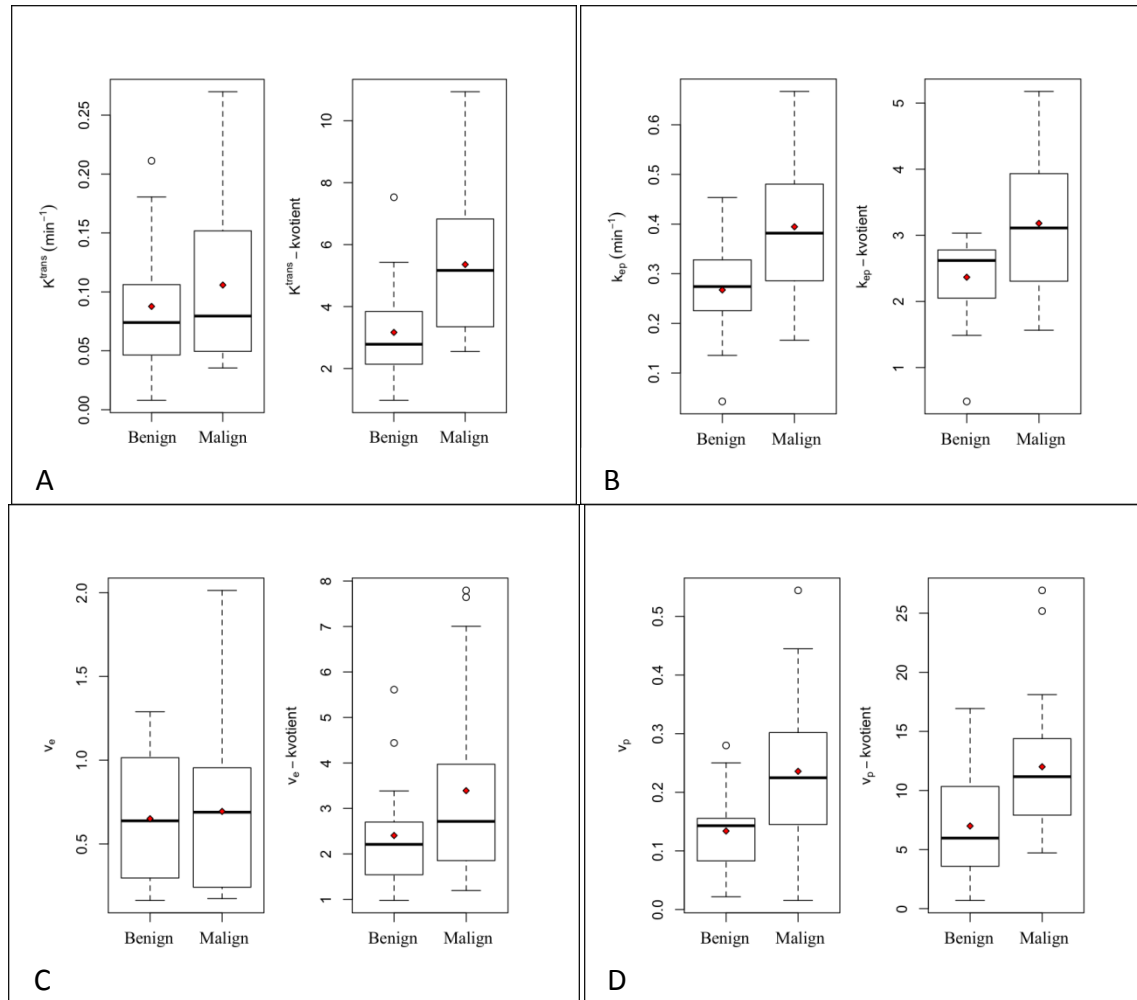 K^trans (min⁻¹)
0.00 0.05 0.10 0.15 0.20 0.25
Benign Malign
K^trans – kvotient
2 4 6 8 10
Benign Malign
A
k_ep (min⁻¹)
0.1 0.2 0.3 0.4 0.5 0.6
Benign Malign
k_ep – kvotient
1 2 3 4 5
Benign Malign
B
v_e
0.5 1.0 1.5 2.0
Benign Malign
v_e – kvotient
1 2 3 4 5 6 7 8
Benign Malign
C
v_p
0.0 0.1 0.2 0.3 0.4 0.5
Benign Malign
v_p – kvotient
0 5 10 15 20 25
Benign Malign
D